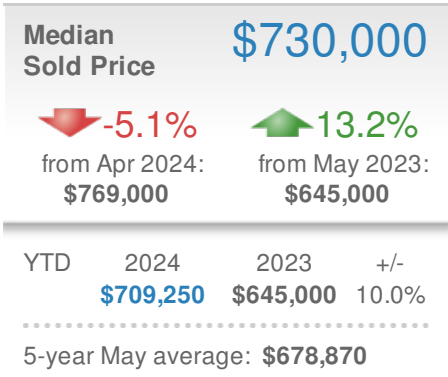 Median $730,000
Sold Price
-5.1% 13.2%
from Apr 2024: from May 2023:
$769,000 $645,000
YTD 2024 2023 +/-
$709,250 $645,000 10.0%
5-year May average: $678,870